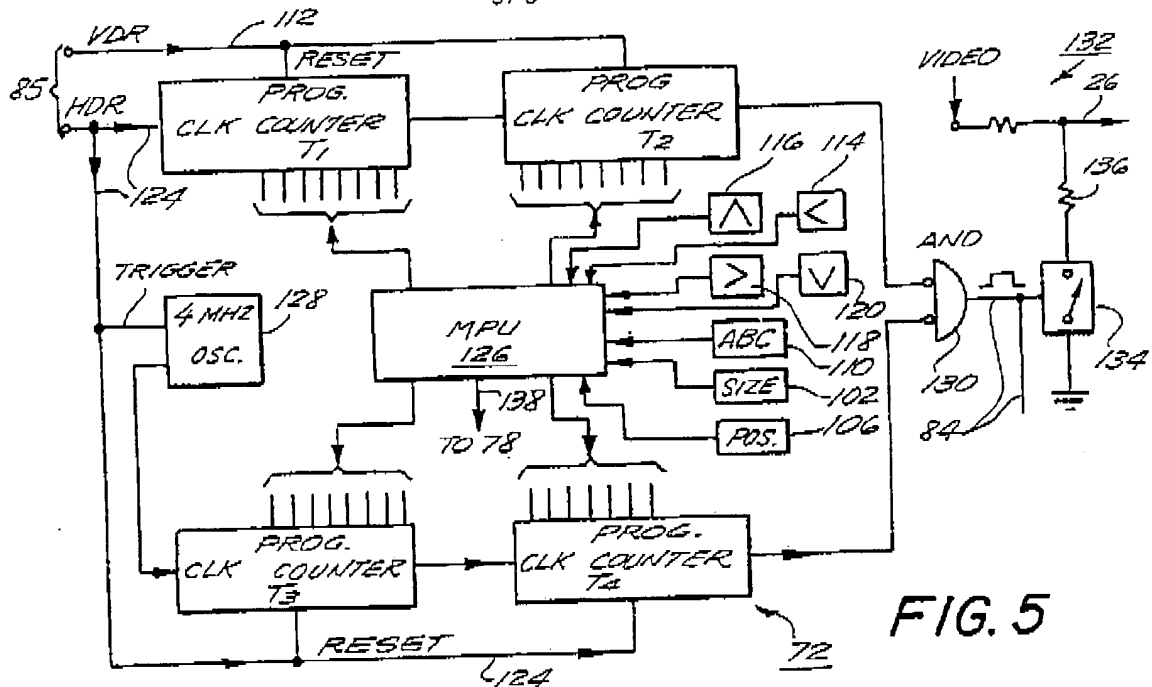 112
VDR
RESET
132
VIDEO
26
85
HDR
PROG.
CLK COUNTER
T1
PROG
CLK COUNTER
T2
124
124
116
114
136
AND
TRIGGER
4 MHZ
OSC.
128
MPU
126
∧
<
>
∨
120
118
ABC
110
SIZE
102
POS.
106
130
134
84
138
TO 78
PROG.
CLK COUNTER
T3
PROG.
CLK COUNTER
T4
RESET
124
72
FIG. 5